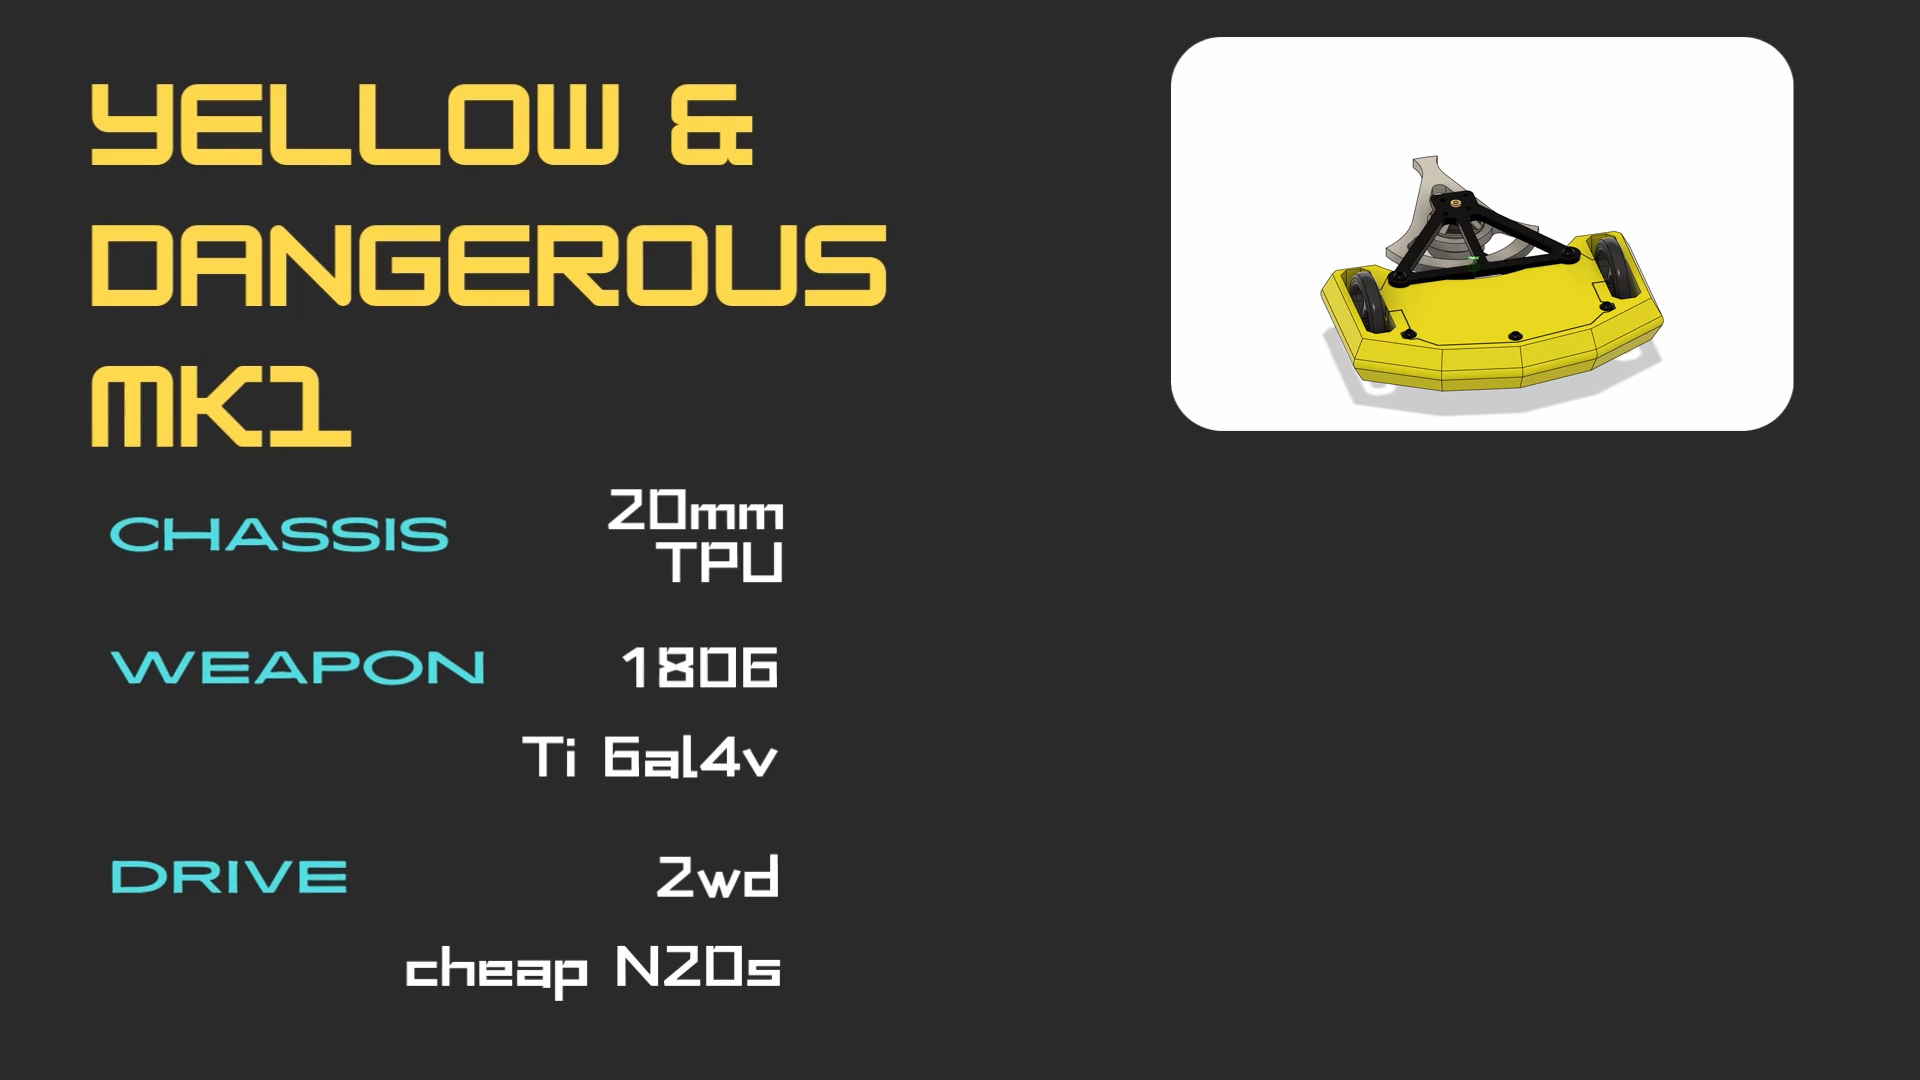 YELLOW &
DANGEROUS
MK1
CHASSIS
20mm
TPU
WEAPON
1806
Ti 6al4v
DRIVE
2wd
cheap N20s